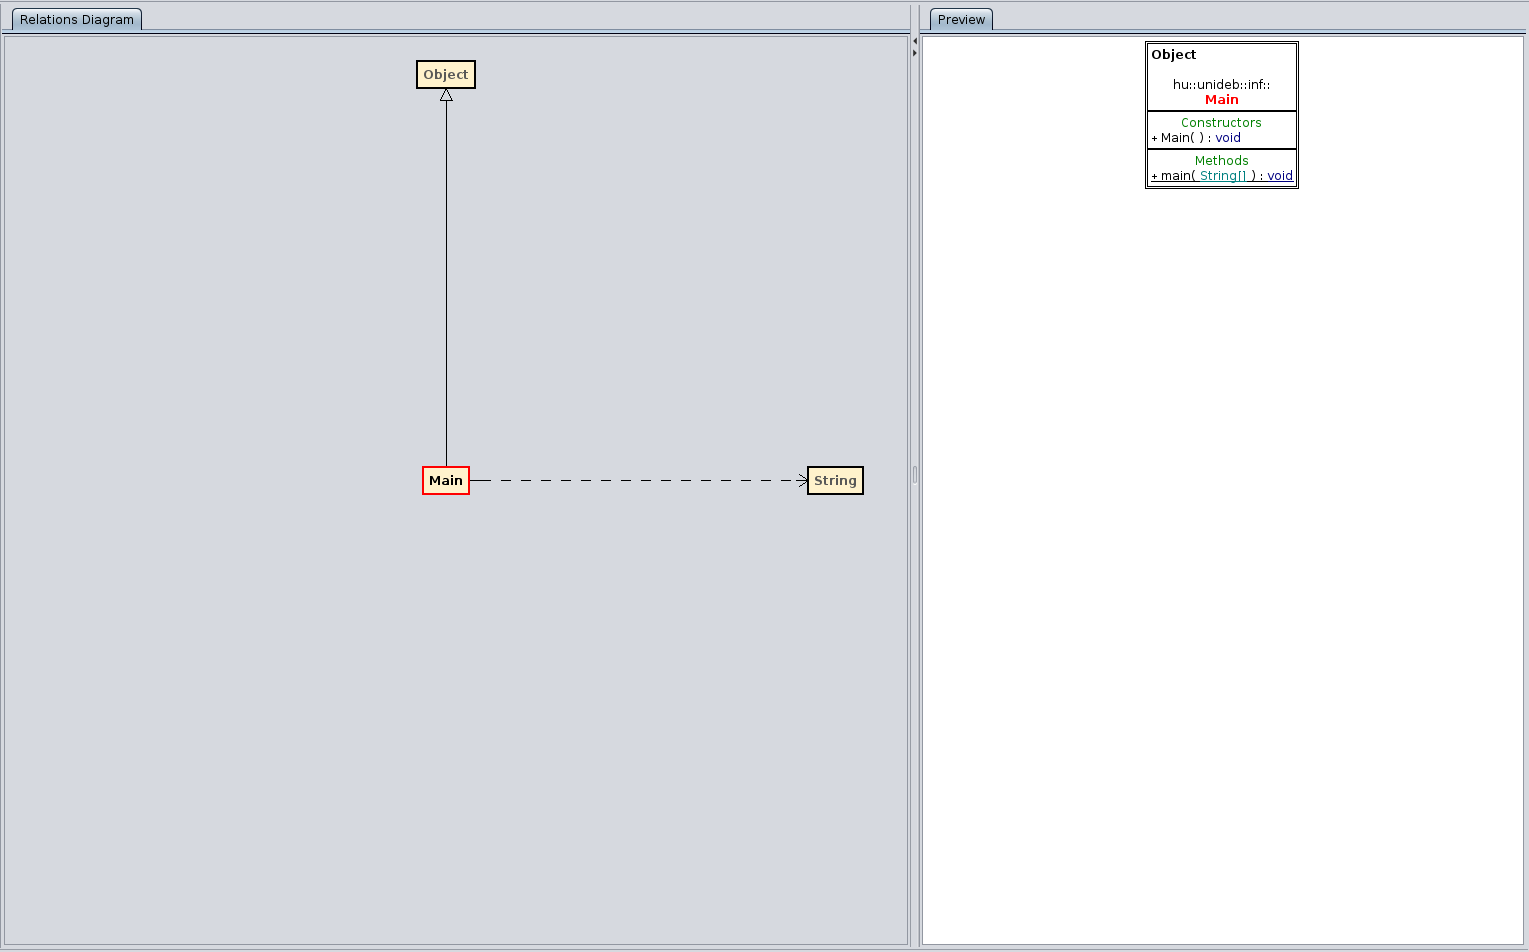 Relations Diagram
Object
Main
String
Preview
Object
hu::unideb::inf::
Main
Constructors
+ Main( ) : void
Methods
+ main( String[] ) : void